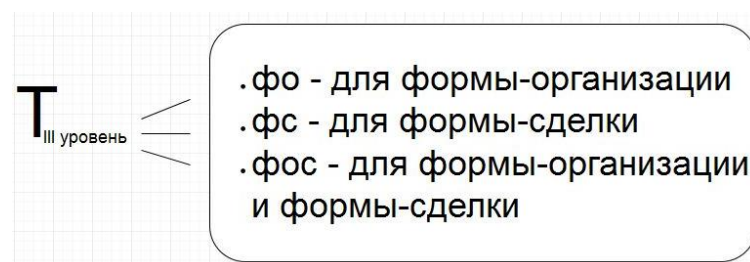 Т
III уровень
.фо - для формы-организации
.фс - для формы-сделки
.фос - для формы-организации
и формы-сделки